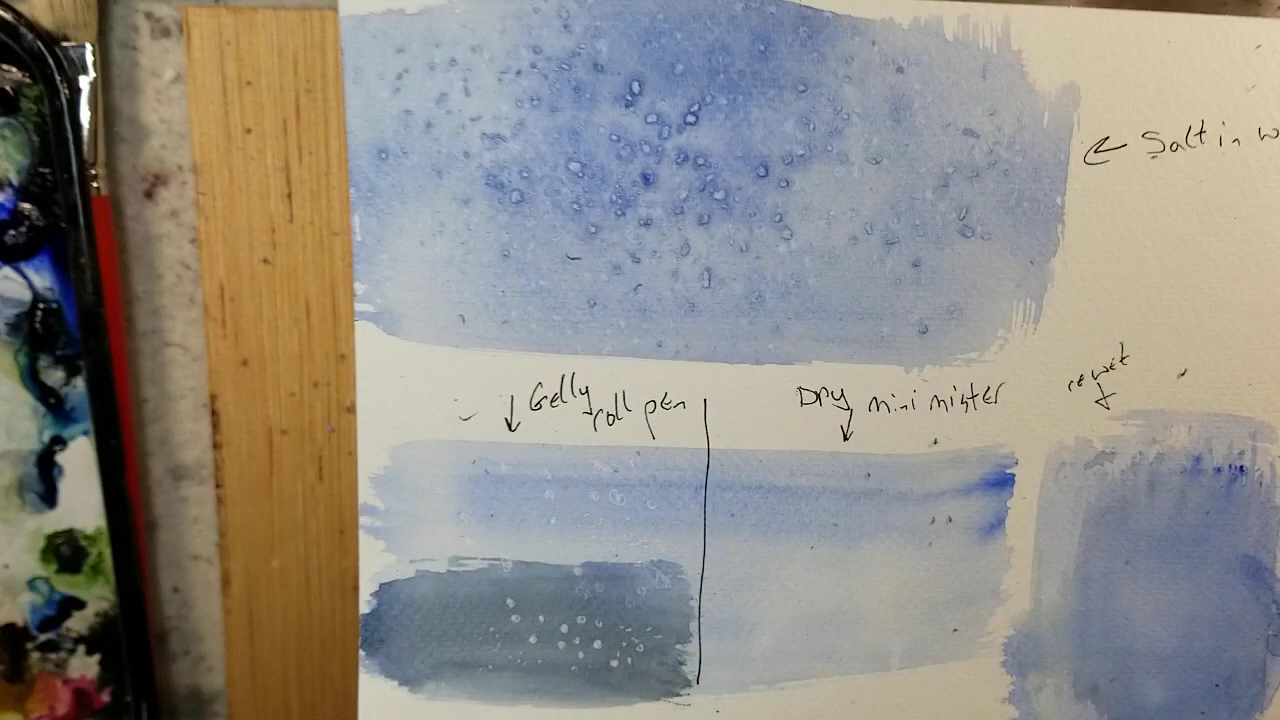 Salt in w
Gelly
roll pen
Dry mini mister
rewet